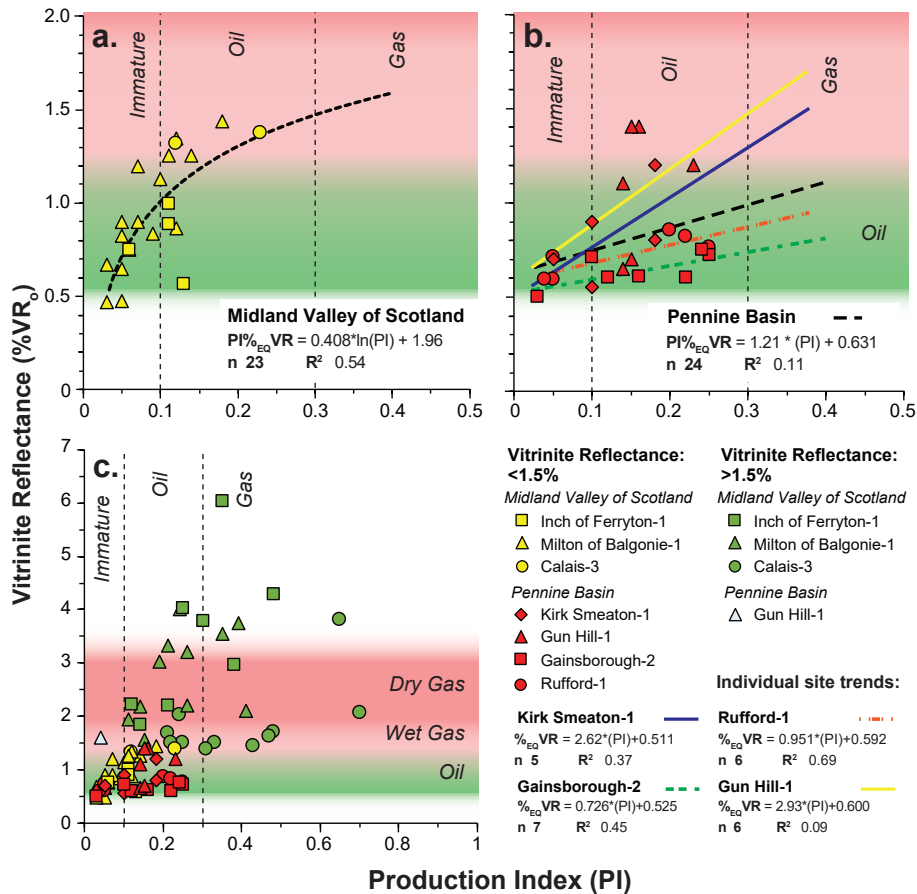 Vitrinite Reflectance (%VRo)
a.
Immature
Oil
Gas
2.0
1.5
1.0
0.5
0
Midland Valley of Scotland
PI%EQVR = 0.408*ln(PI) + 1.96
n 23 R2 0.54
0 0.1 0.2 0.3 0.4 0.5
b.
Immature
Oil
Gas
Oil
Pennine Basin
PI%EQVR = 1.21 * (PI) + 0.631
n 24 R2 0.11
0 0.1 0.2 0.3 0.4 0.5
c.
Immature
Oil
Gas
7
6
5
4
3
2
1
0
Dry Gas
Wet Gas
Oil
0 0.1 0.2 0.3 0.4 0.5 0.6 0.7 0.8 0.9 1
Production Index (PI)
Vitrinite Reflectance:
<1.5%
Midland Valley of Scotland
Inch of Ferryton-1
Milton of Balgonie-1
Calais-3
Pennine Basin
Kirk Smeaton-1
Gun Hill-1
Gainsborough-2
Rufford-1
Vitrinite Reflectance:
>1.5%
Midland Valley of Scotland
Inch of Ferryton-1
Milton of Balgonie-1
Calais-3
Pennine Basin
Gun Hill-1
Individual site trends:
Kirk Smeaton-1
%EQVR = 2.62*(PI)+0.511
n 5 R2 0.37
Rufford-1
%EQVR = 0.951*(PI)+0.592
n 6 R2 0.69
Gainsborough-2
%EQVR = 0.726*(PI)+0.525
n 7 R2 0.45
Gun Hill-1
%EQVR = 2.93*(PI)+0.600
n 6 R2 0.09